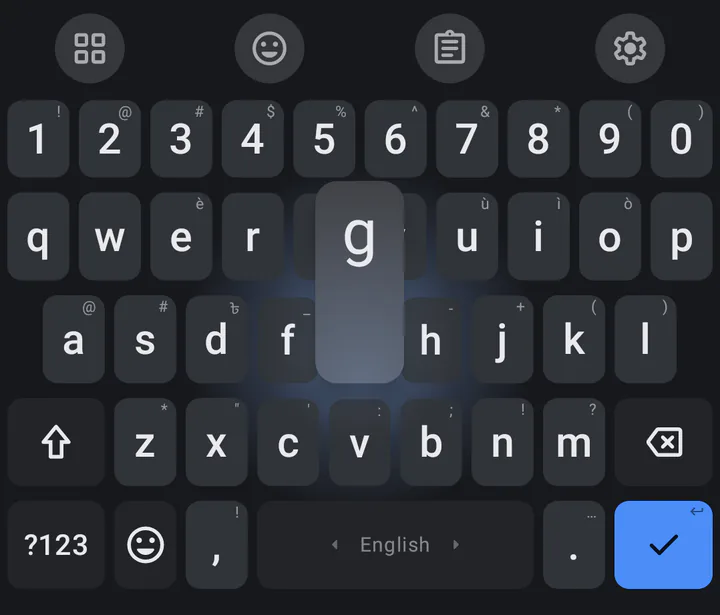 ! @ # $ % ^ & * ( )
1 2 3 4 5 6 7 8 9 0
è ù ì ò
q w e r g u i o p
@ # ъ _ - + ( )
a s d f h j k l
* " ' : ; ! ?
z x c v b n m
! …
?123 , English .